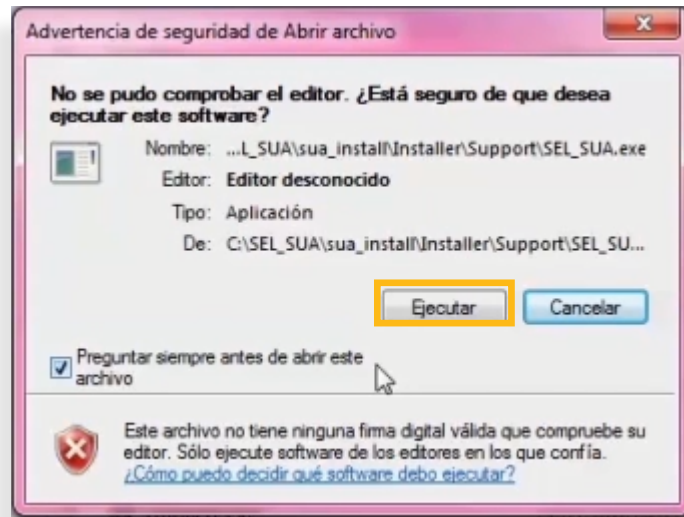 Advertencia de seguridad de Abrir archivo
No se pudo comprobar el editor. ¿Está seguro de que desea
ejecutar este software?
Nombre: ...L_SUA\sua_install\Installer\Support\SEL_SUA.exe
Editor: Editor desconocido
Tipo: Aplicación
De: C:\SEL_SUA\sua_install\Installer\Support\SEL_SU...
Ejecutar Cancelar
Preguntar siempre antes de abrir este
archivo
Este archivo no tiene ninguna firma digital válida que compruebe su
editor. Sólo ejecute software de los editores en los que confía.
¿Cómo puedo decidir qué software debo ejecutar?